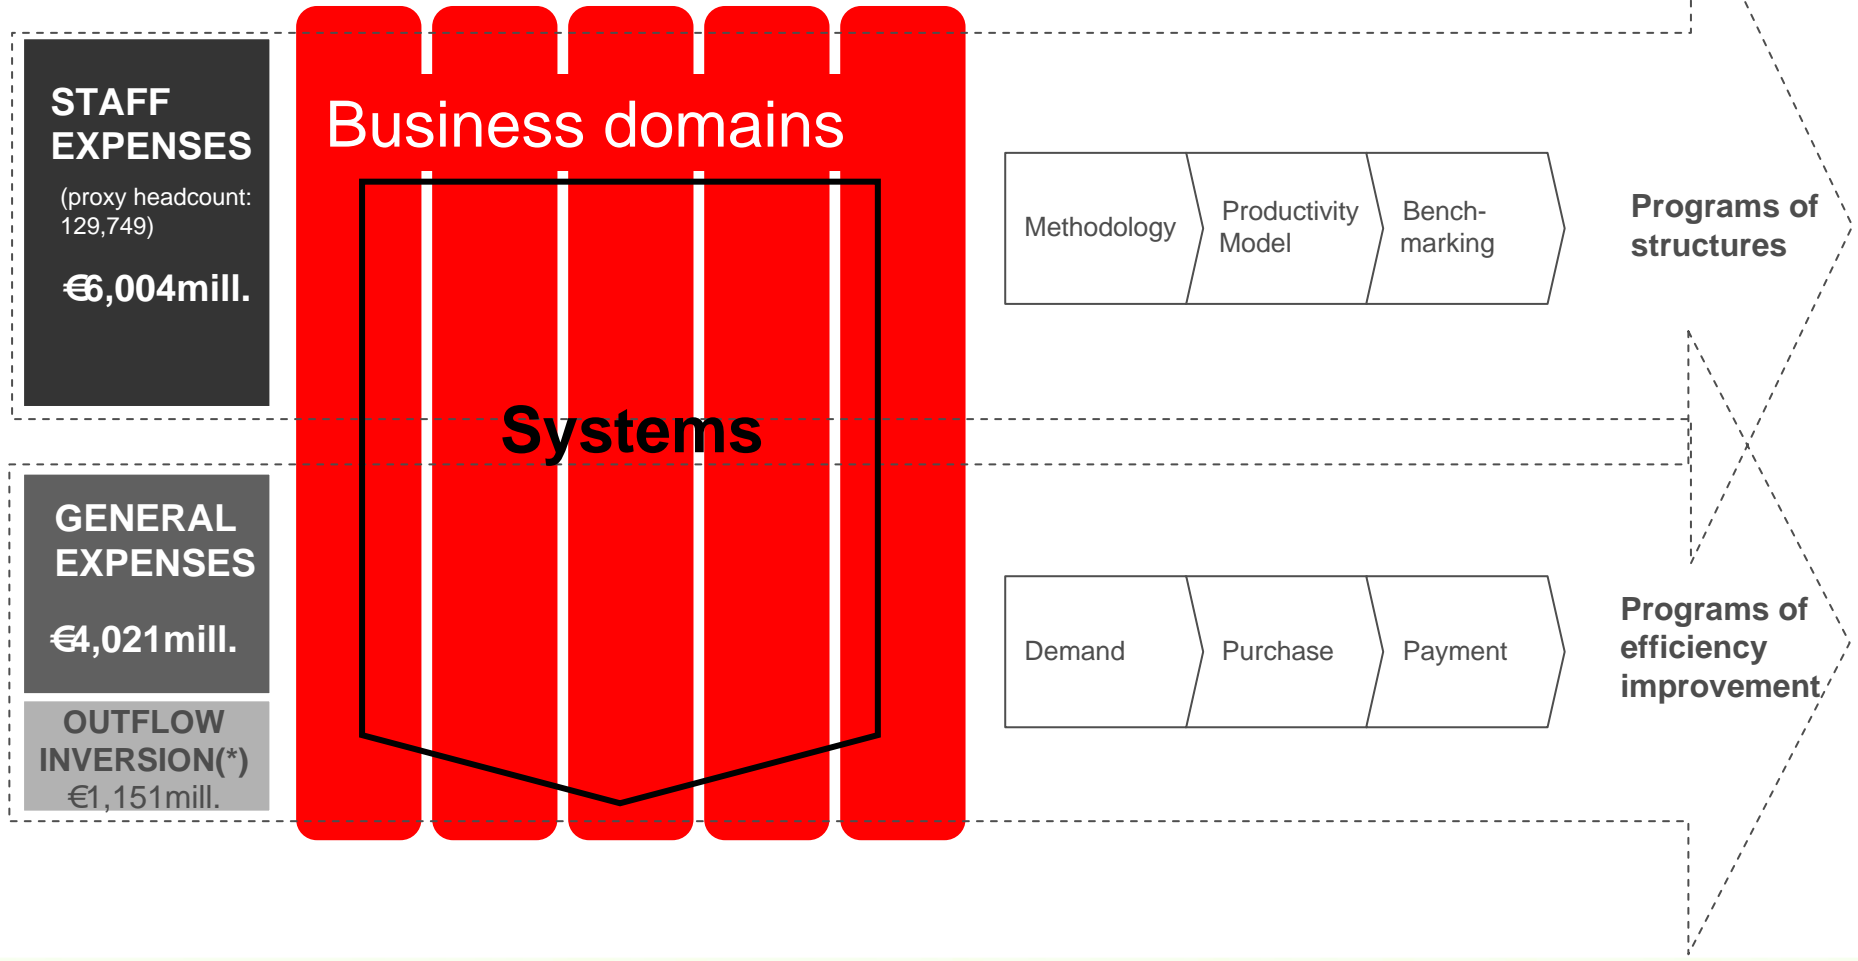 STAFF
EXPENSES
(proxy headcount:
129,749)
€6,004mill.
Business domains
Systems
Methodology
Productivity
Model
Bench-
marking
Programs of
structures
GENERAL
EXPENSES
€4,021mill.
OUTFLOW
INVERSION(*)
€1,151mill.
Demand
Purchase
Payment
Programs of
efficiency
improvement